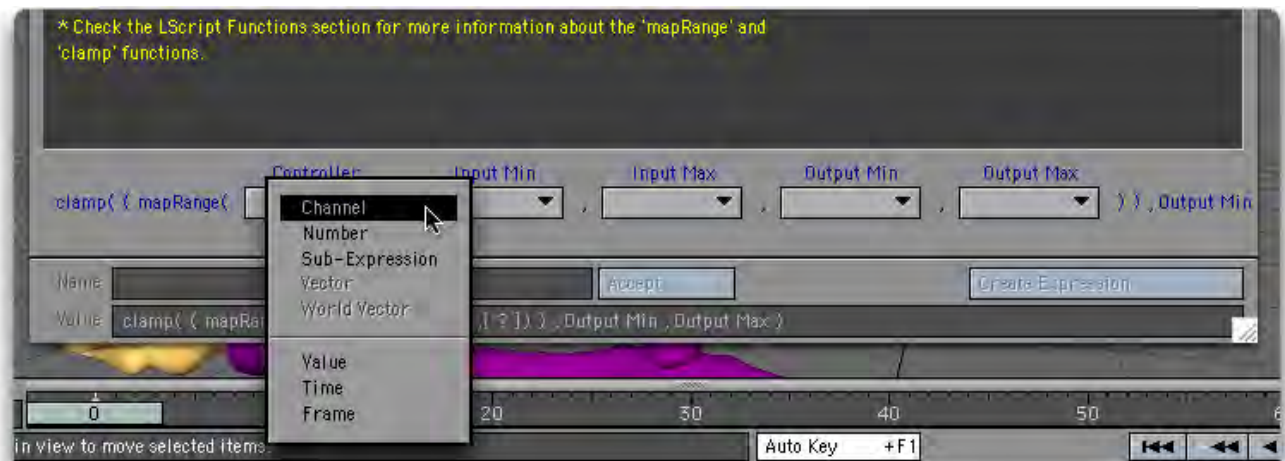 * Check the LScript Functions section for more information about the 'mapRange' and
'clamp' functions.
Controller Input Min Input Max Output Min Output Max
clamp( ( mapRange( , , , ) ) , Output Min
Channel
Number
Sub-Expression
Vector
World Vector
Value
Time
Frame
Name Accept Create Expression
Value clamp( ( mapRa [ ? ]) ) , Output Min , Output Max )
0 20 30 40 50
in view to move selected items.
Auto Key +F1